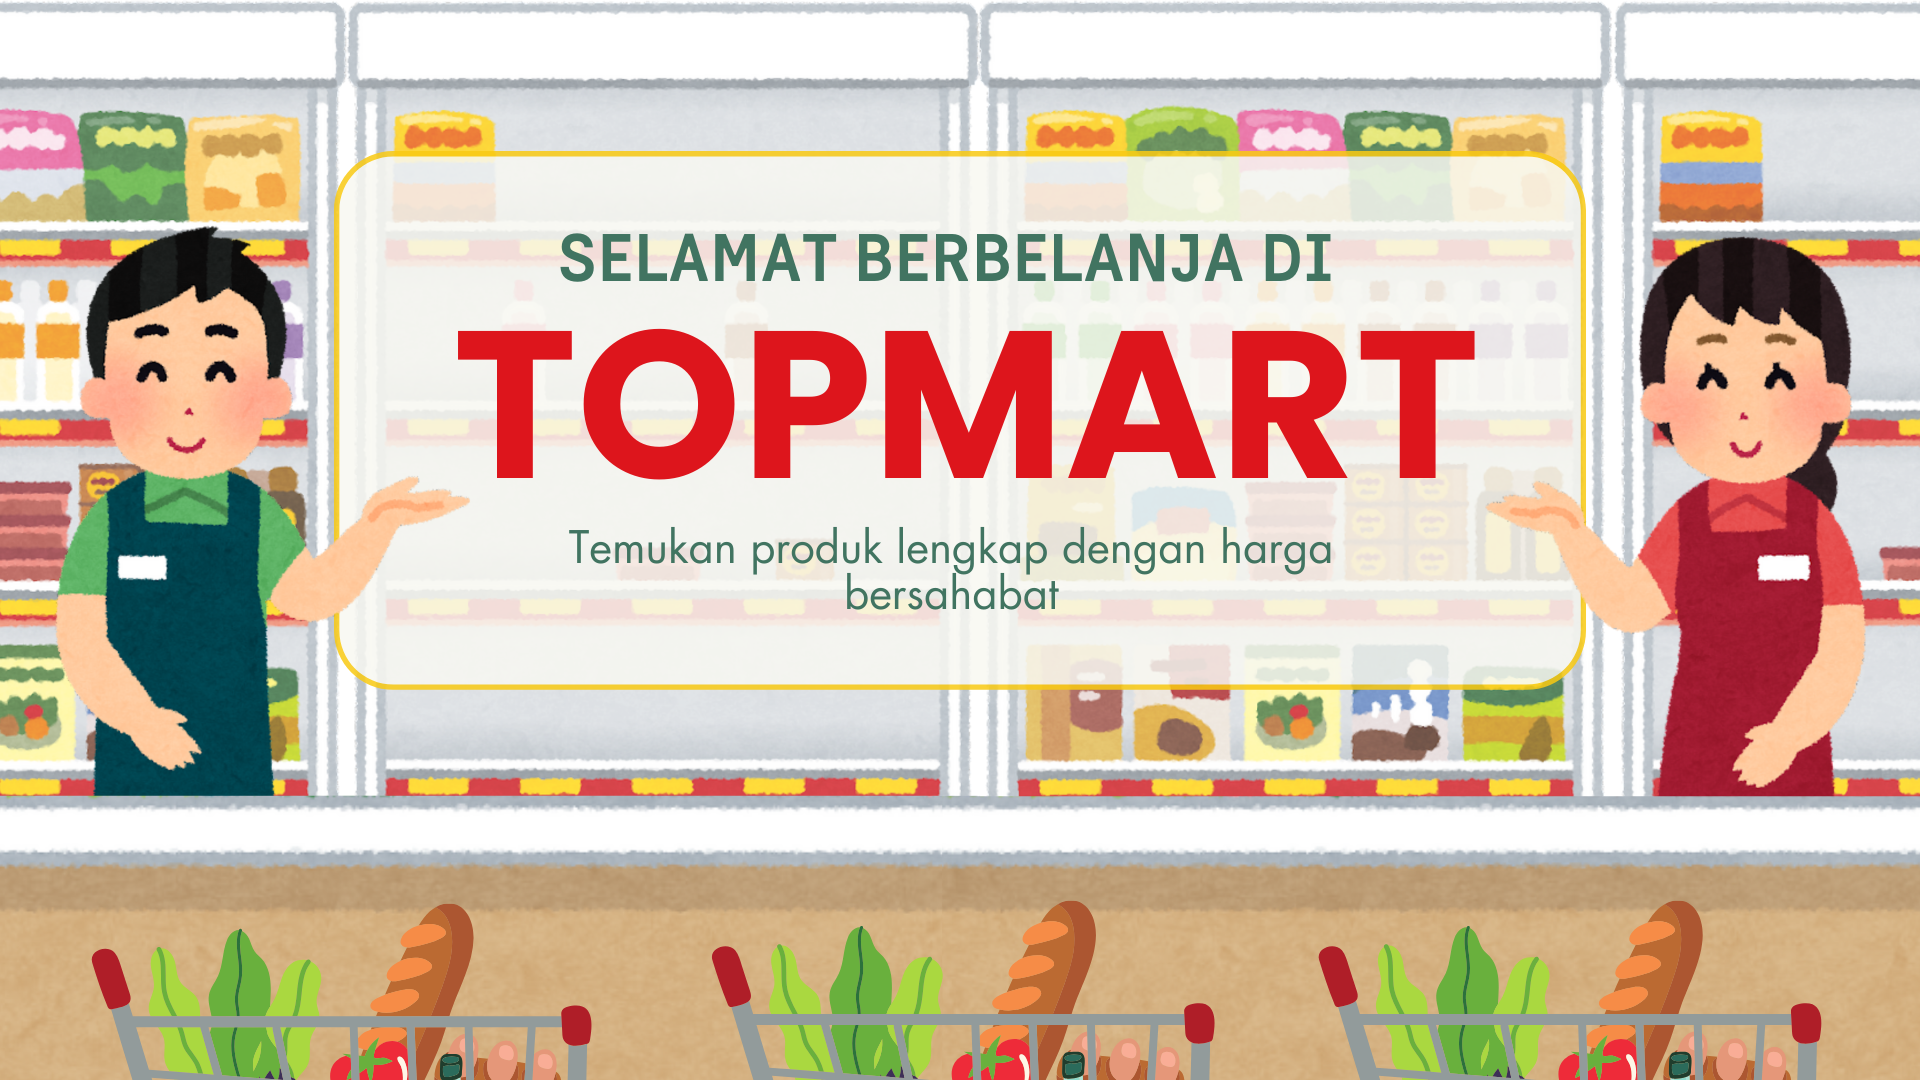 SELAMAT BERBELANJA DI
TOPMART
Temukan produk lengkap dengan harga
bersahabat